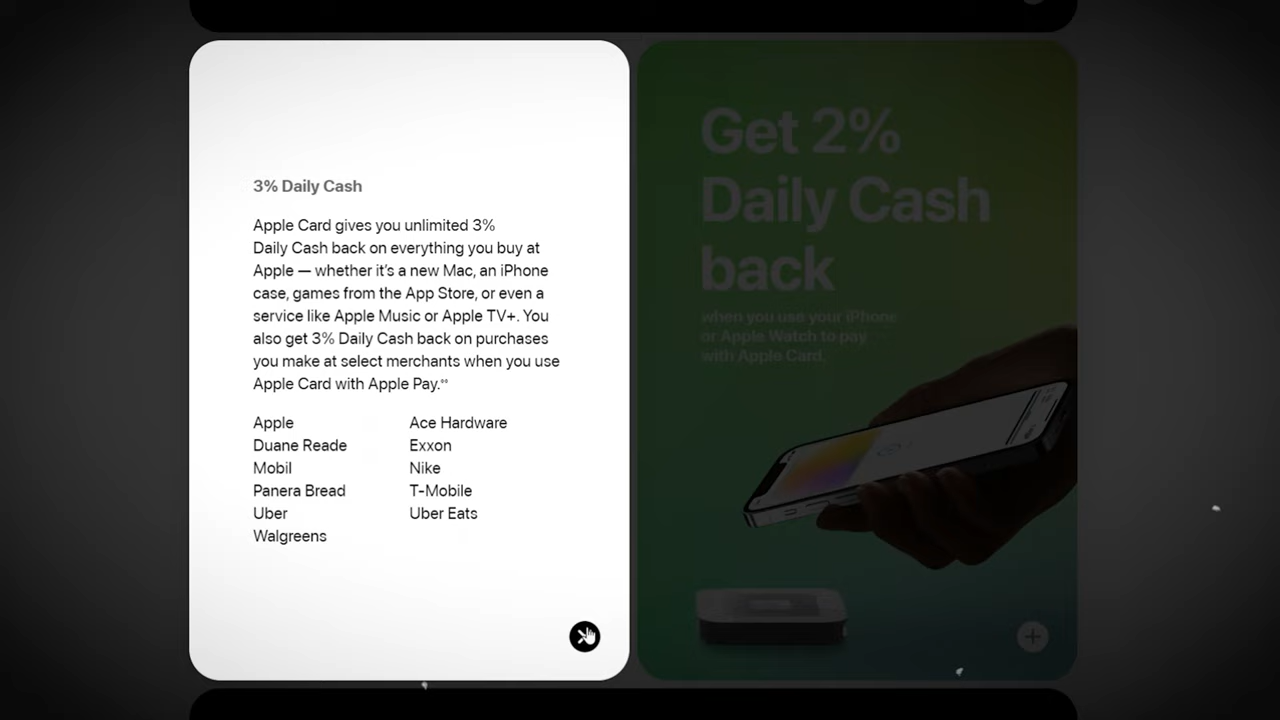 3% Daily Cash
Apple Card gives you unlimited 3%
Daily Cash back on everything you buy at
Apple — whether it's a new Mac, an iPhone
case, games from the App Store, or even a
service like Apple Music or Apple TV+. You
also get 3% Daily Cash back on purchases
you make at select merchants when you use
Apple Card with Apple Pay.°°
Apple
Duane Reade
Mobil
Panera Bread
Uber
Walgreens
Ace Hardware
Exxon
Nike
T-Mobile
Uber Eats
Get 2%
Daily Cash
back
when you use your iPhone
or Apple Watch to pay
with Apple Card.